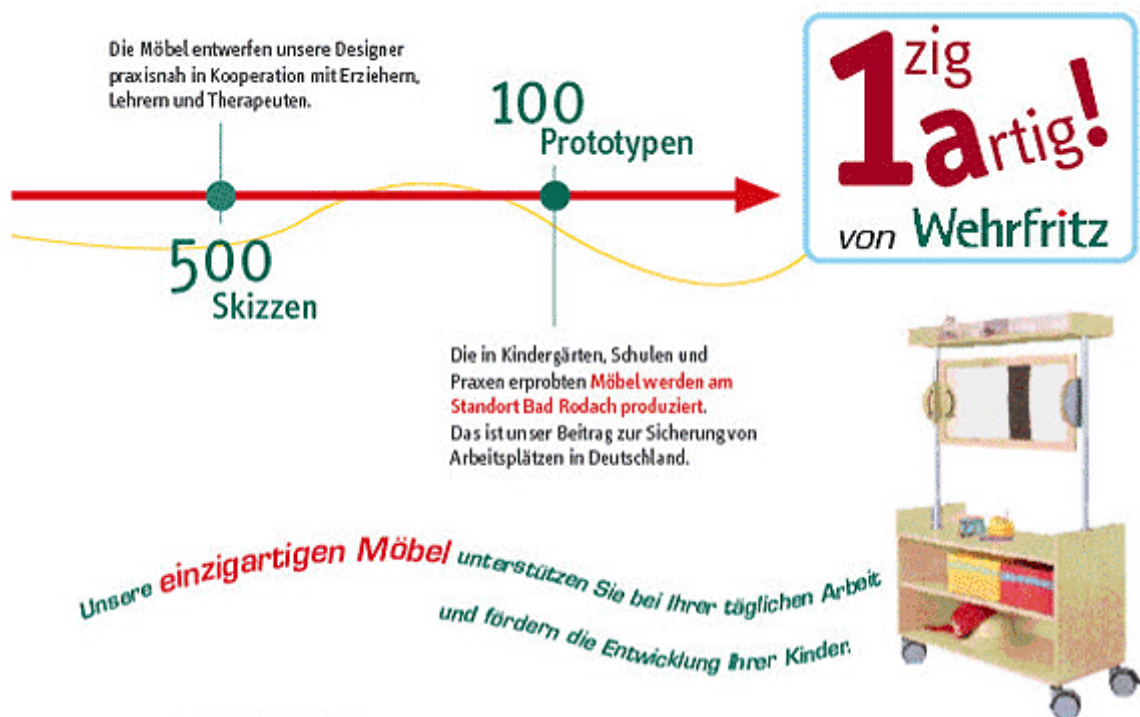 Die Möbel entwerfen unsere Designer
praxisnah in Kooperation mit Erziehern,
Lehrern und Therapeuten.
500
Skizzen
100
Prototypen
Die in Kindergärten, Schulen und
Praxen erprobten Möbel werden am
Standort Bad Rodach produziert.
Das ist unser Beitrag zur Sicherung von
Arbeitsplätzen in Deutschland.
1zig
artig!
von Wehrfritz
Unsere einzigartigen Möbel unterstützen Sie bei Ihrer täglichen Arbeit
und fördern die Entwicklung Ihrer Kinder.